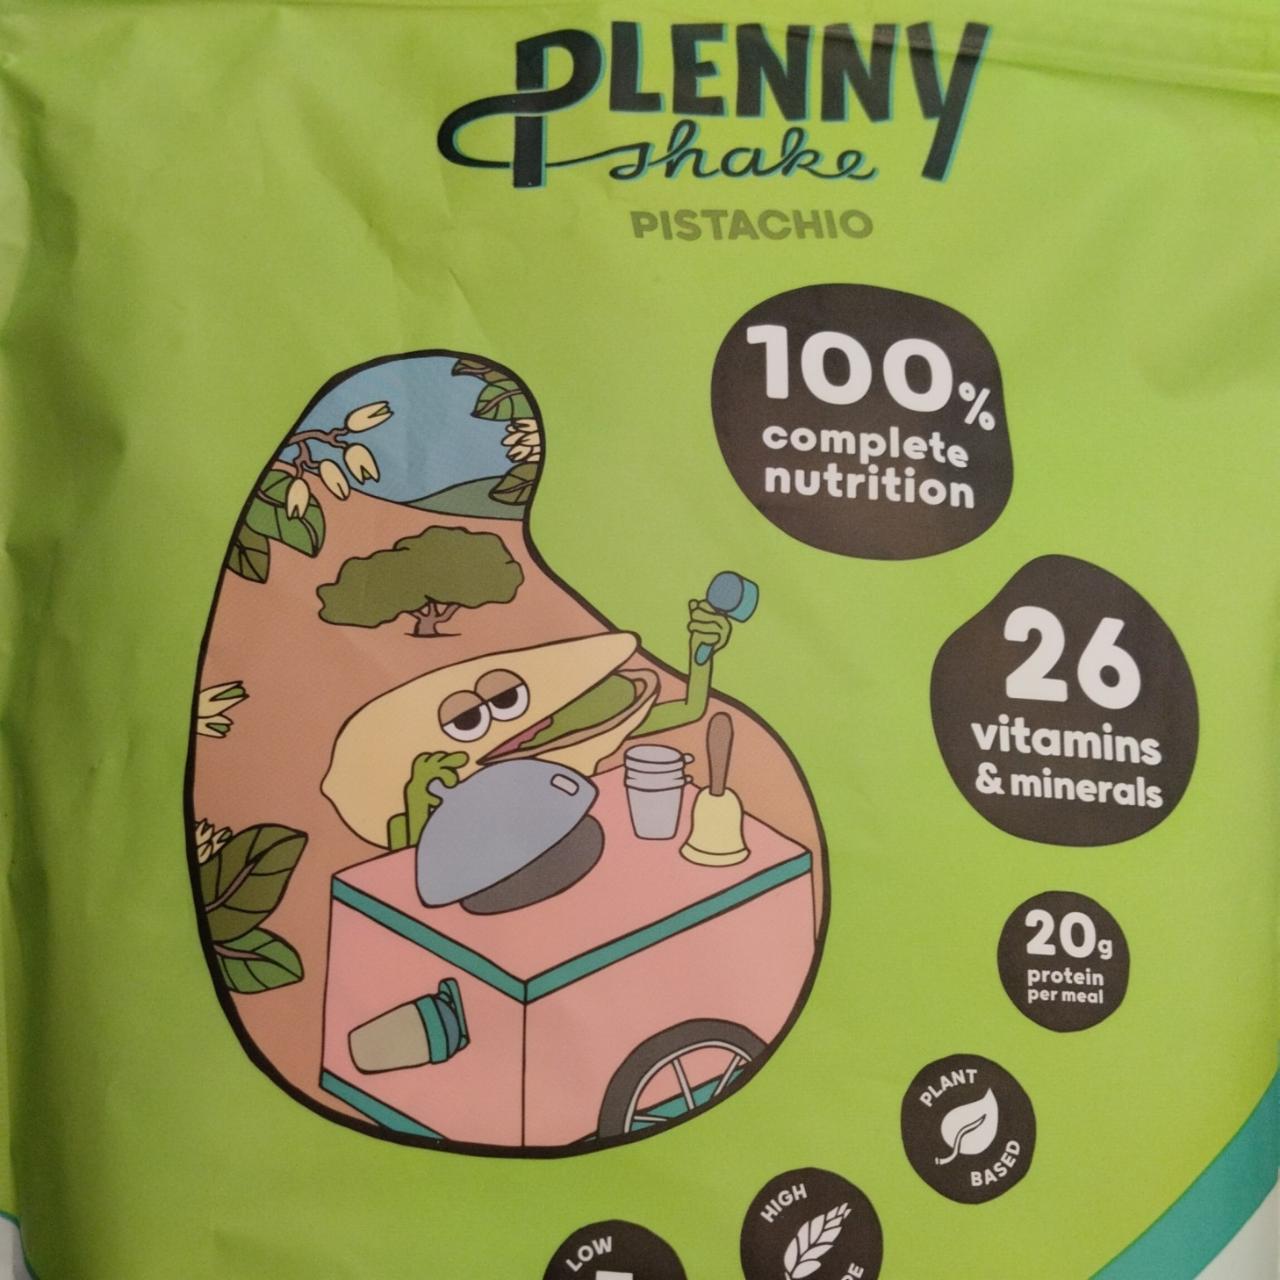 PLENNY
shake
PISTACHIO
100%
complete
nutrition
26
vitamins
& minerals
20g
protein
per meal
PLANT
BASED
HIGH
LOW